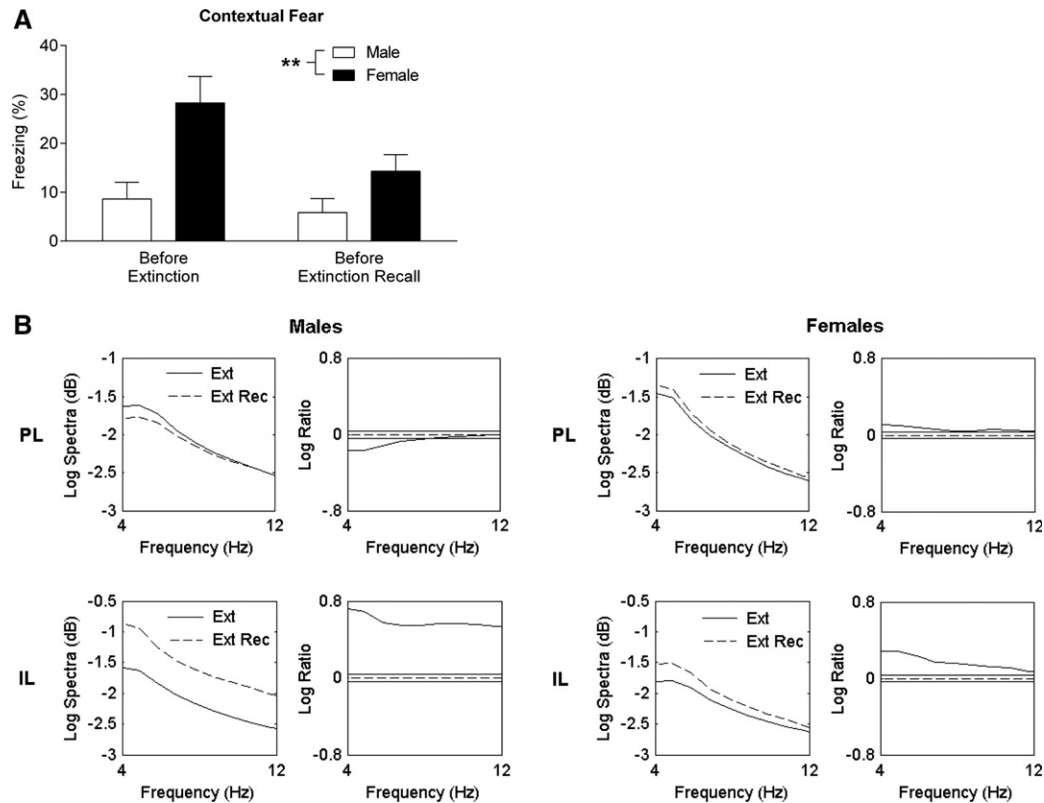 A
Contextual Fear
Freezing (%)
40
30
20
10
0
**
Male
Female
Before
Extinction
Before
Extinction Recall
B
Males
Females
PL
Log Spectra (dB)
-1
-1.5
-2
-2.5
-3
Ext
Ext Rec
4
12
Frequency (Hz)
Log Ratio
0.8
0
-.8
4
12
Frequency (Hz)
PL
Log Spectra (dB)
-1
-1.5
-2
-2.5
-3
Ext
Ext Rec
4
12
Frequency (Hz)
Log Ratio
0.8
0
-0.8
4
12
Frequency (Hz)
IL
Log Spectra (dB)
-0.5
-1
-1.5
-2
-2.5
-3
Ext
Ext Rec
4
12
Frequency (Hz)
Log Ratio
0.8
0
-0.8
4
12
Frequency (Hz)
IL
Log Spectra (dB)
-0.5
-1
-1.5
-2
-2.5
-3
Ext
Ext Rec
4
12
Frequency (Hz)
Log Ratio
0.8
0
-0.8
4
12
Frequency (Hz)